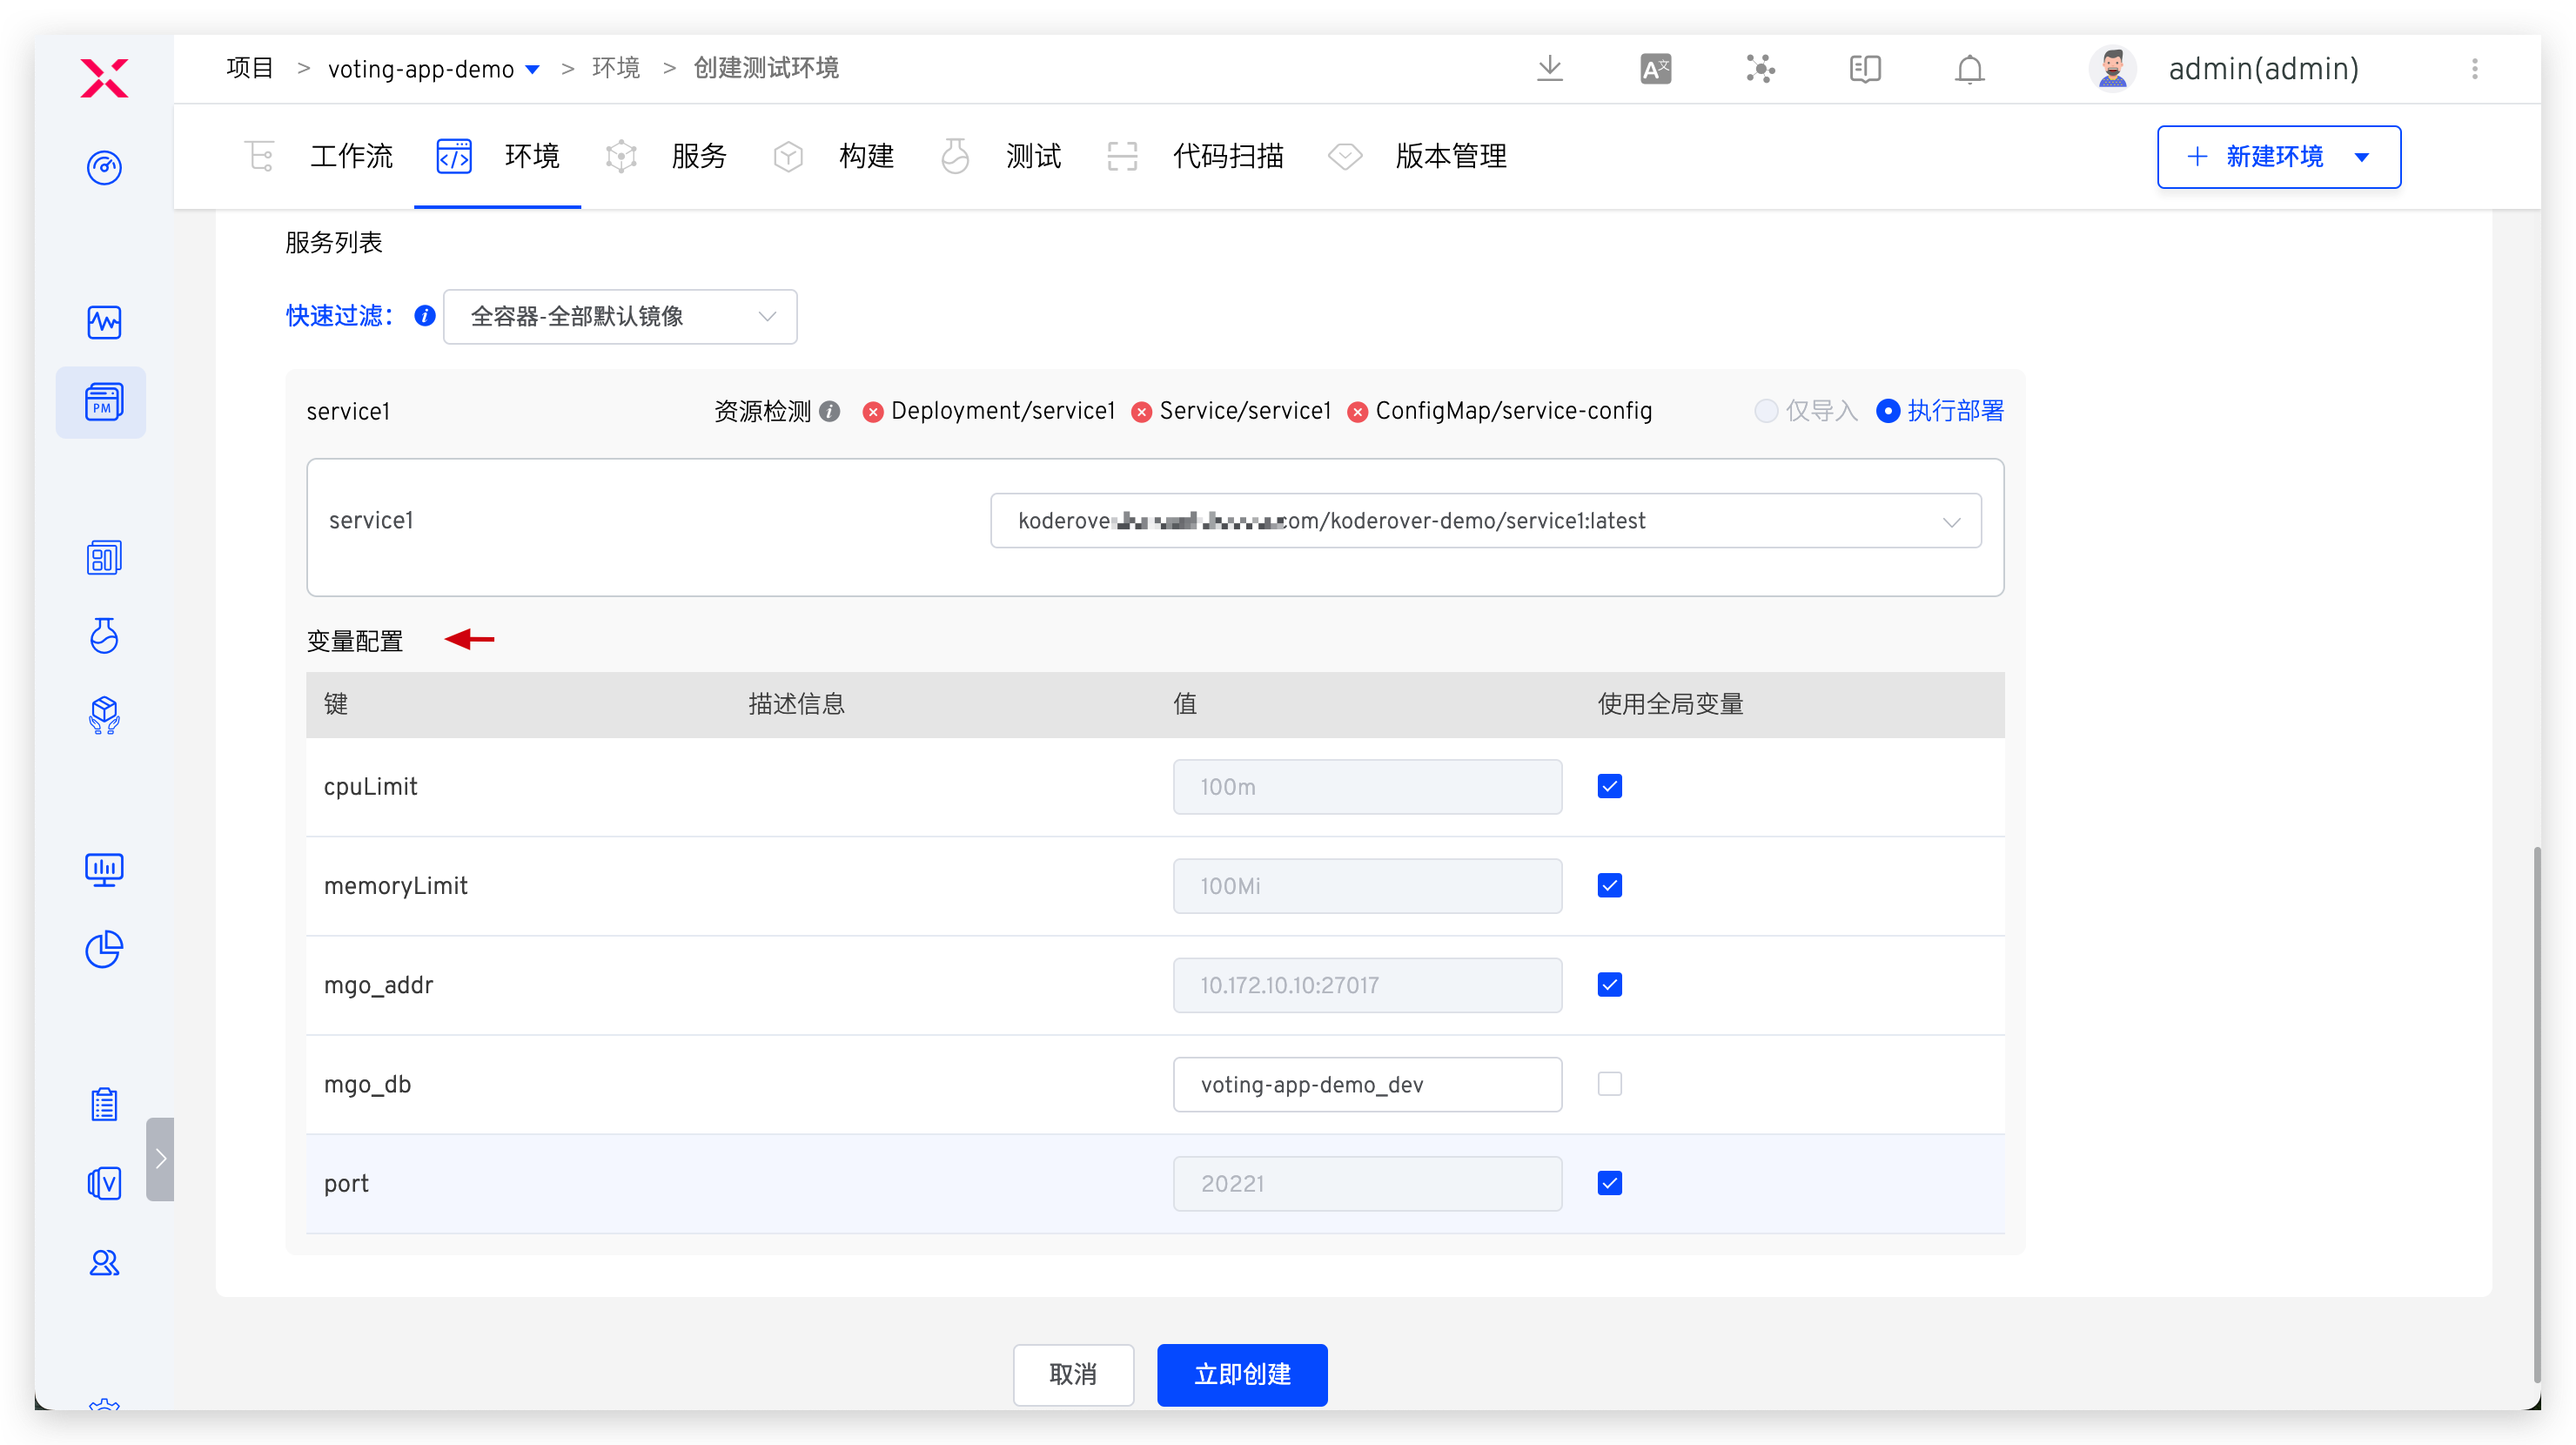 项目 > voting-app-demo > 环境 > 创建测试环境
admin(admin)
工作流 环境 服务 构建 测试 代码扫描 版本管理
+ 新建环境
服务列表
快速过滤： 全容器-全部默认镜像
service1 资源检测 Deployment/service1 Service/service1 ConfigMap/service-config 仅导入 执行部署
service1 koderove com/koderover-demo/service1:latest
变量配置
键 描述信息 值 使用全局变量
cpuLimit 100m
memoryLimit 100Mi
mgo_addr 10.172.10.10:27017
mgo_db voting-app-demo_dev
port 20221
取消 立即创建
PM
A文
V